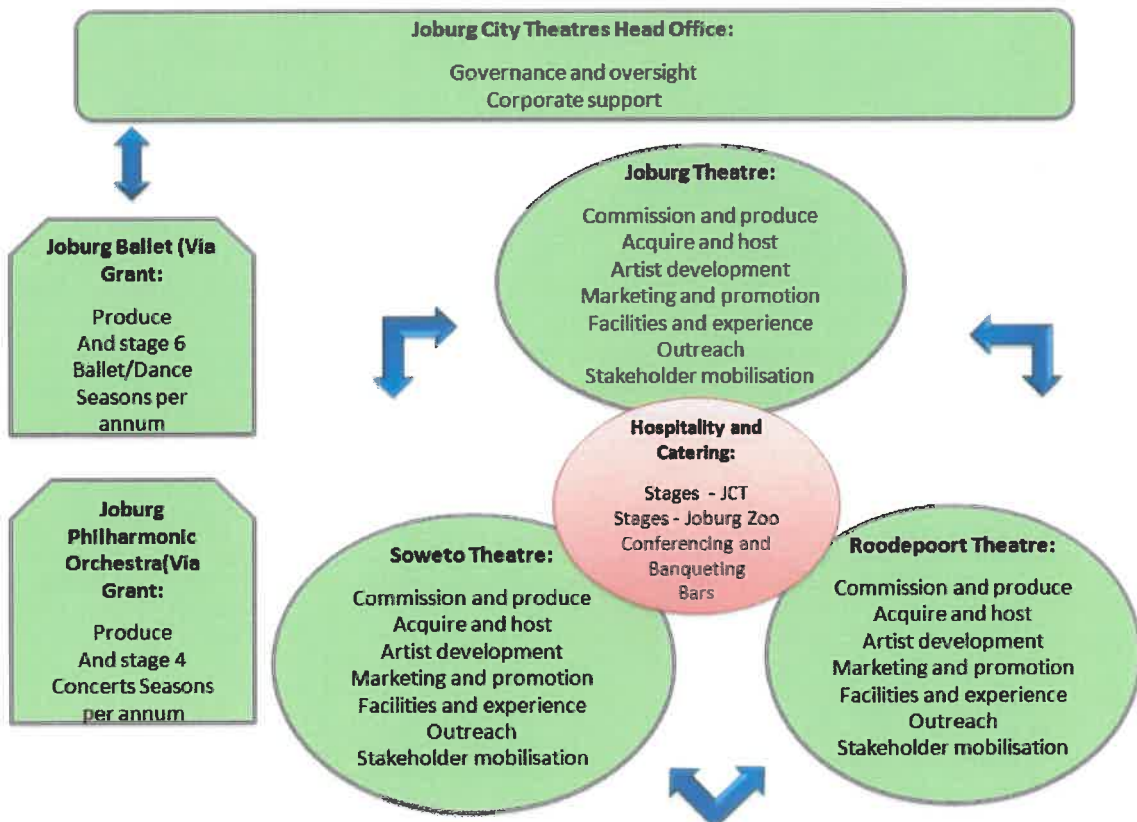 Joburg City Theatres Head Office:
Governance and oversight
Corporate support
Joburg Ballet (Via
Grant:
Produce
And stage 6
Ballet/Dance
Seasons per
annum
Joburg
Philharmonic
Orchestra(Via
Grant:
Produce
And stage 4
Concerts Seasons
per annum
Joburg Theatre:
Commission and produce
Acquire and host
Artist development
Marketing and promotion
Facilities and experience
Outreach
Stakeholder mobilisation
Hospitality and
Catering:
Stages - JCT
Stages - Joburg Zoo
Conferencing and
Banqueting
Bars
Soweto Theatre:
Commission and produce
Acquire and host
Artist development
Marketing and promotion
Facilities and experience
Outreach
Stakeholder mobilisation
Roodepoort Theatre:
Commission and produce
Acquire and host
Artist development
Marketing and promotion
Facilities and experience
Outreach
Stakeholder mobilisation